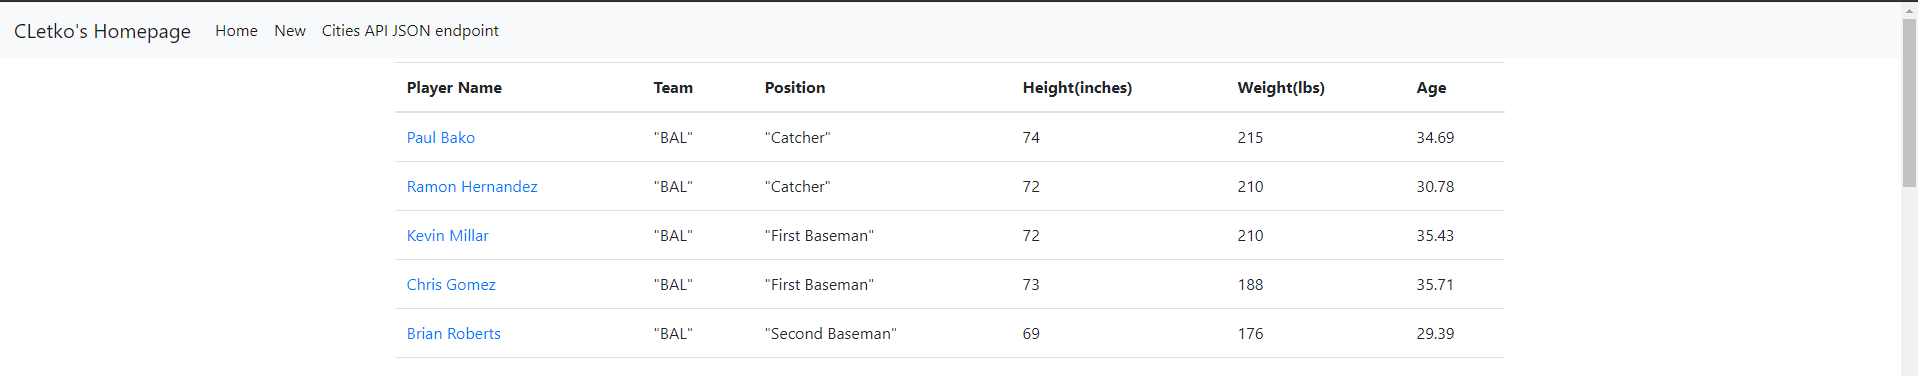 CLetko's Homepage Home New Cities API JSON endpoint
Player Name Team Position Height(inches) Weight(lbs) Age
Paul Bako "BAL" "Catcher" 74 215 34.69
Ramon Hernandez "BAL" "Catcher" 72 210 30.78
Kevin Millar "BAL" "First Baseman" 72 210 35.43
Chris Gomez "BAL" "First Baseman" 73 188 35.71
Brian Roberts "BAL" "Second Baseman" 69 176 29.39